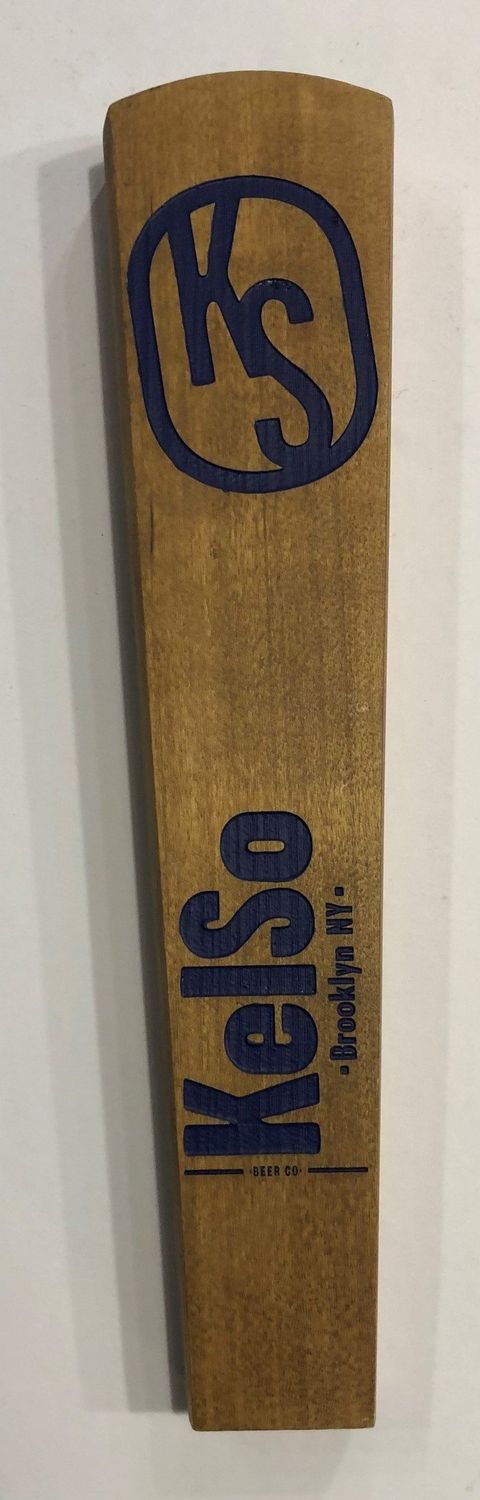 KS
KelSo
- Brooklyn NY -
·BEER CO·